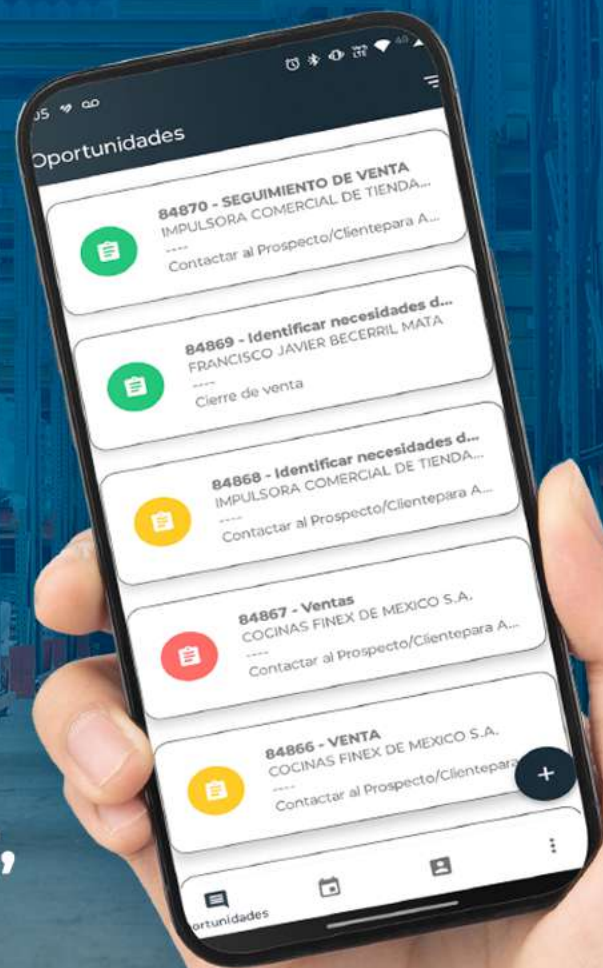 05
Oportunidades
84870 - SEGUIMIENTO DE VENTA
IMPULSORA COMERCIAL DE TIENDA...
----
Contactar al Prospecto/Clientepara A...
84869 - Identificar necesidades d...
FRANCISCO JAVIER BECERRIL MATA
----
Cierre de venta
84868 - Identificar necesidades d...
IMPULSORA COMERCIAL DE TIENDA...
----
Contactar al Prospecto/Clientepara A...
84867 - Ventas
COCINAS FINEX DE MEXICO S.A.
----
Contactar al Prospecto/Clientepara A...
84866 - VENTA
COCINAS FINEX DE MEXICO S.A.
----
Contactar al Prospecto/Clientepara
+
ortunidades
,